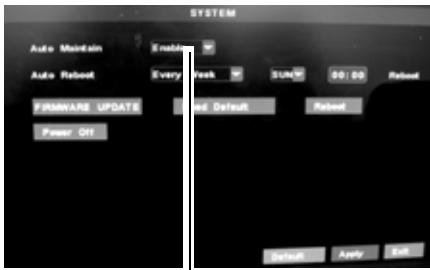 SYSTEM
Auto Maintain Enable
Auto Reboot Every Week SUN 00:00 Reboot
FIRMWARE UPDATE Load Default Reboot
Power Off
Default Apply Exit